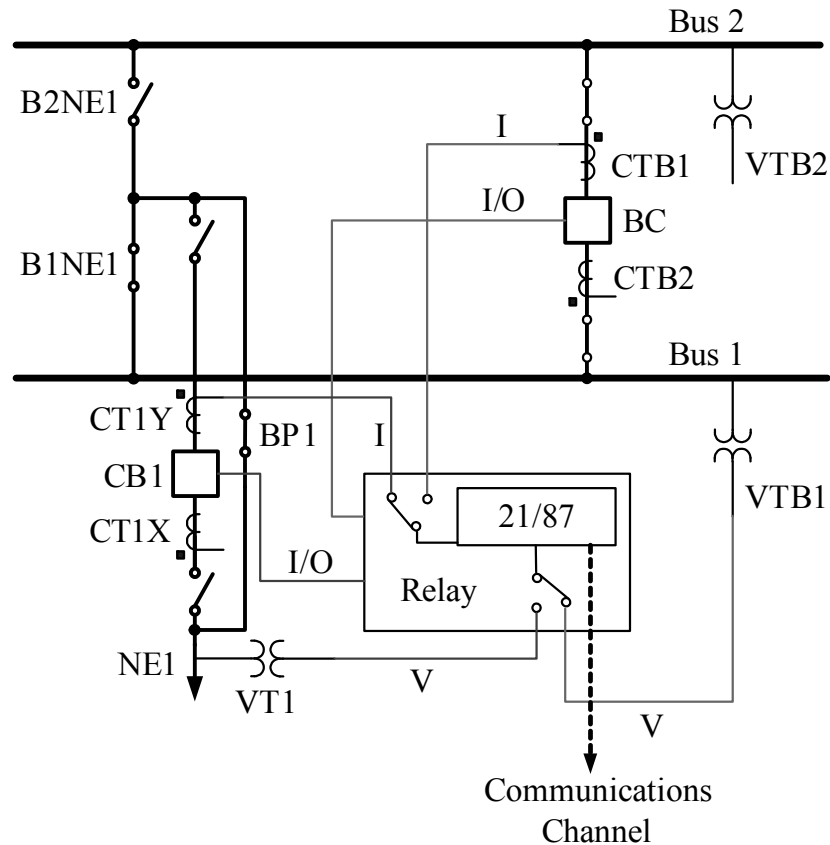 Bus 2
B2NE1
I
CTB1
VTB2
I/O
BC
B1NE1
CTB2
Bus 1
CT1Y
BP1
I
CB1
VTB1
21/87
CT1X
I/O
Relay
NE1
VT1
V
V
Communications
Channel